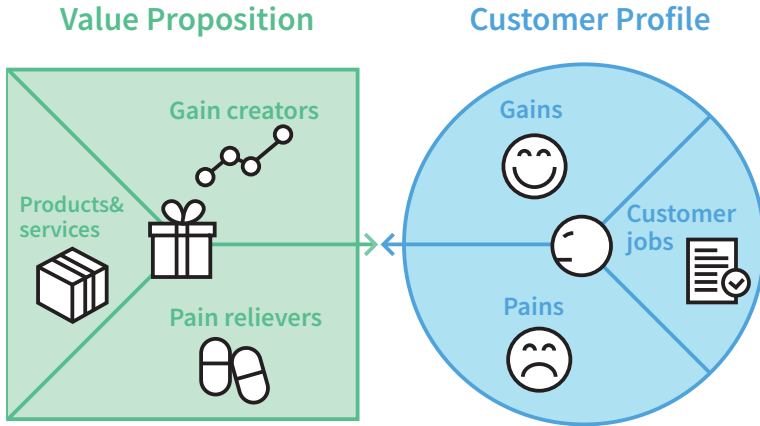 Value Proposition
Customer Profile
Gain creators
Products&
services
Pain relievers
Gains
Customer
jobs
Pains